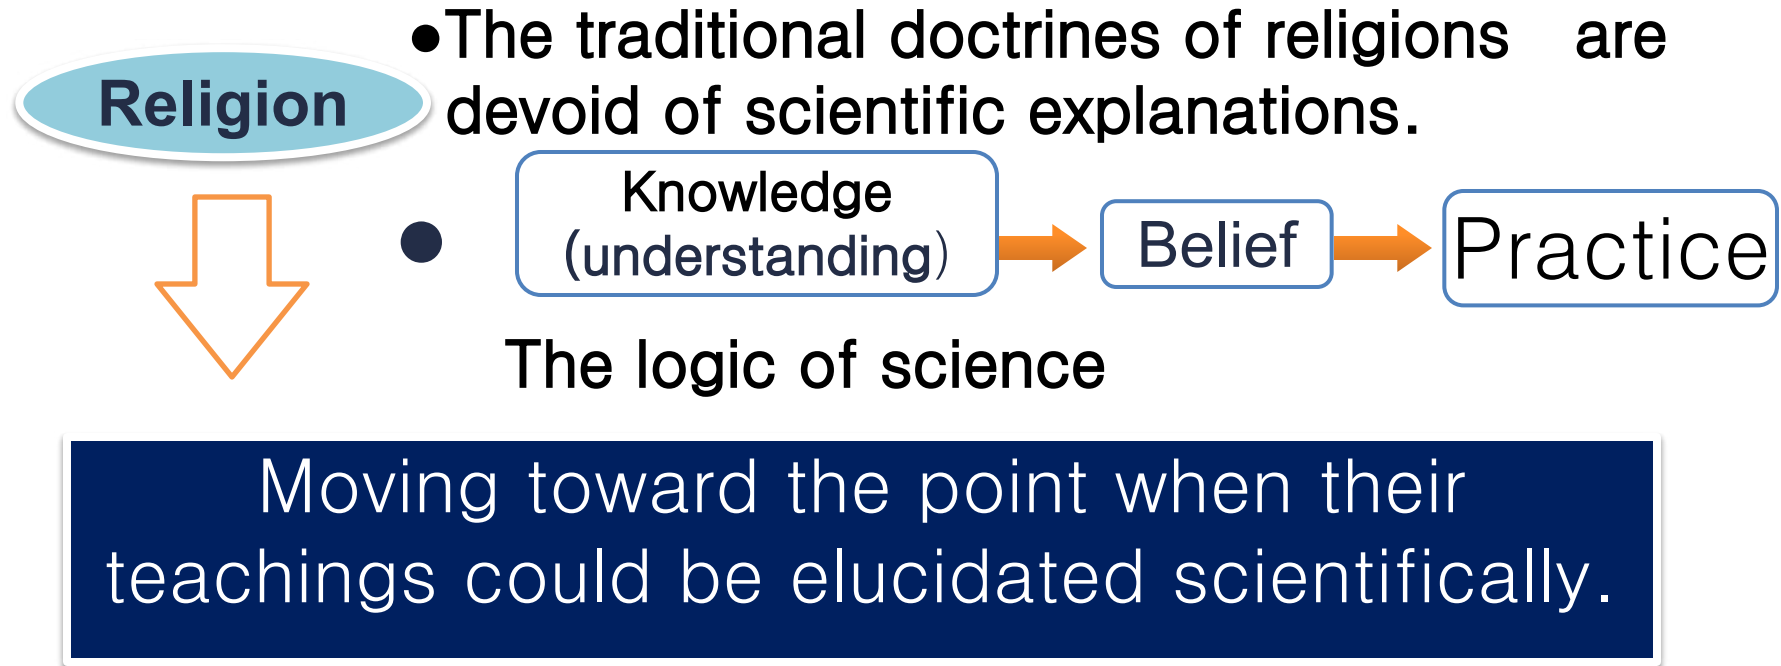 Religion
●The traditional doctrines of religions are
devoid of scientific explanations.
● Knowledge
(understanding)
Belief
Practice
The logic of science
Moving toward the point when their
teachings could be elucidated scientifically.